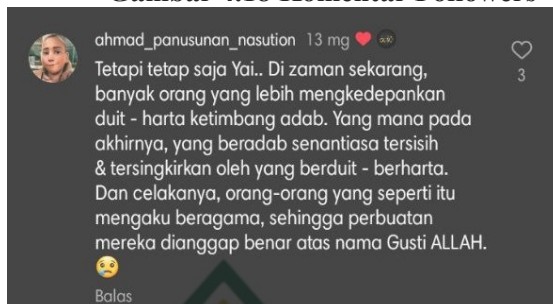 ahmad_panusunan_nasution 13 mg
Tetapi tetap saja Yai.. Di zaman sekarang,
3
banyak orang yang lebih mengkedepankan
duit - harta ketimbang adab. Yang mana pada
akhirnya, yang beradab senantiasa tersisih
& tersingkirkan oleh yang berduit - berharta.
Dan celakanya, orang-orang yang seperti itu
mengaku beragama, sehingga perbuatan
mereka dianggap benar atas nama Gusti ALLAH.
😢
Balas